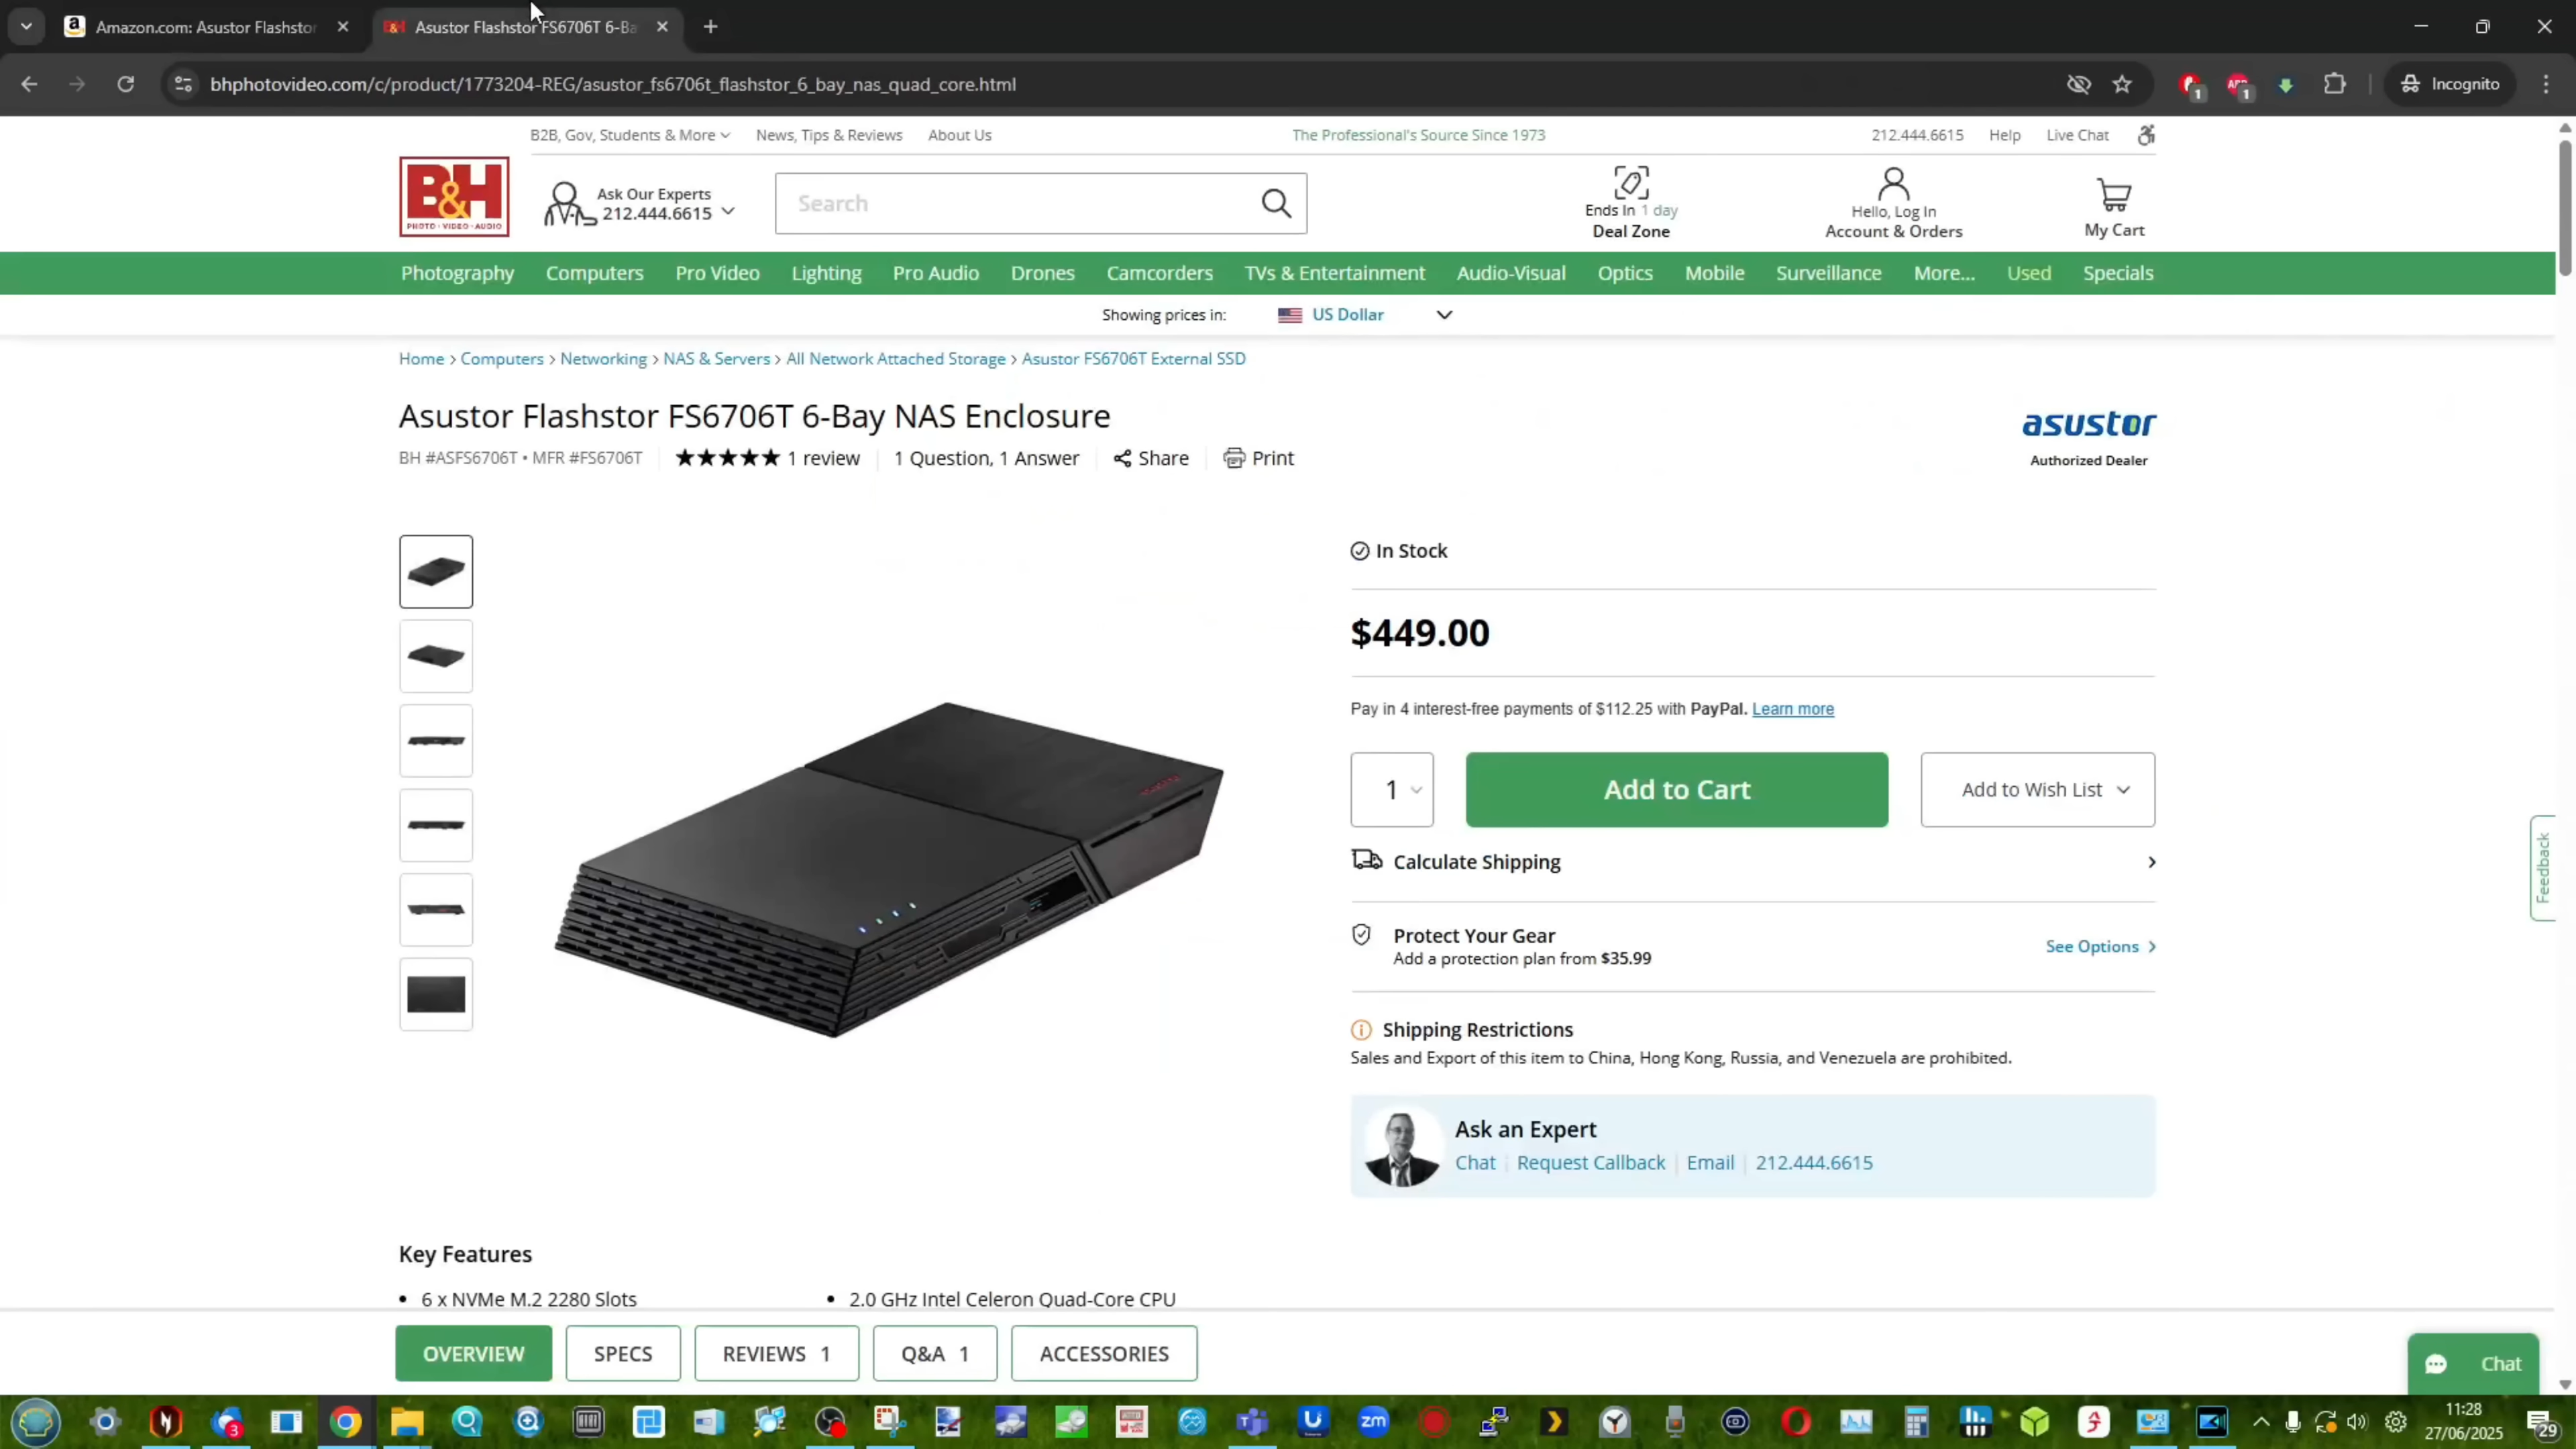 Amazon.com: Asustor Flashstor
B&H Asustor Flashstor FS6706T 6-Ba
bhphotovideo.com/c/product/1773204-REG/asustor_fs6706t_flashstor_6_bay_nas_quad_core.html
1
ABP 1
Incognito
B2B, Gov, Students & More
News, Tips & Reviews
About Us
The Professional's Source Since 1973
212.444.6615
Help
Live Chat
B&H
PHOTO · VIDEO · AUDIO
Ask Our Experts
212.444.6615
Search
Ends In 1 day
Deal Zone
Hello, Log In
Account & Orders
My Cart
Photography Computers Pro Video Lighting Pro Audio Drones Camcorders TVs & Entertainment Audio-Visual Optics Mobile Surveillance More... Used Specials
Showing prices in: US Dollar
Home > Computers > Networking > NAS & Servers > All Network Attached Storage > Asustor FS6706T External SSD
Asustor Flashstor FS6706T 6-Bay NAS Enclosure
BH #ASFS6706T • MFR #FS6706T
1 review
1 Question, 1 Answer
Share
Print
asustor
Authorized Dealer
In Stock
$449.00
Pay in 4 interest-free payments of $112.25 with PayPal. Learn more
1
Add to Cart
Add to Wish List
Calculate Shipping
Protect Your Gear
Add a protection plan from $35.99
See Options
Feedback
Shipping Restrictions
Sales and Export of this item to China, Hong Kong, Russia, and Venezuela are prohibited.
Ask an Expert
Chat | Request Callback | Email | 212.444.6615
Key Features
• 6 x NVMe M.2 2280 Slots
• 2.0 GHz Intel Celeron Quad-Core CPU
OVERVIEW
SPECS
REVIEWS 1
Q&A 1
ACCESSORIES
Chat
3
zm
11:28
27/06/2025
29